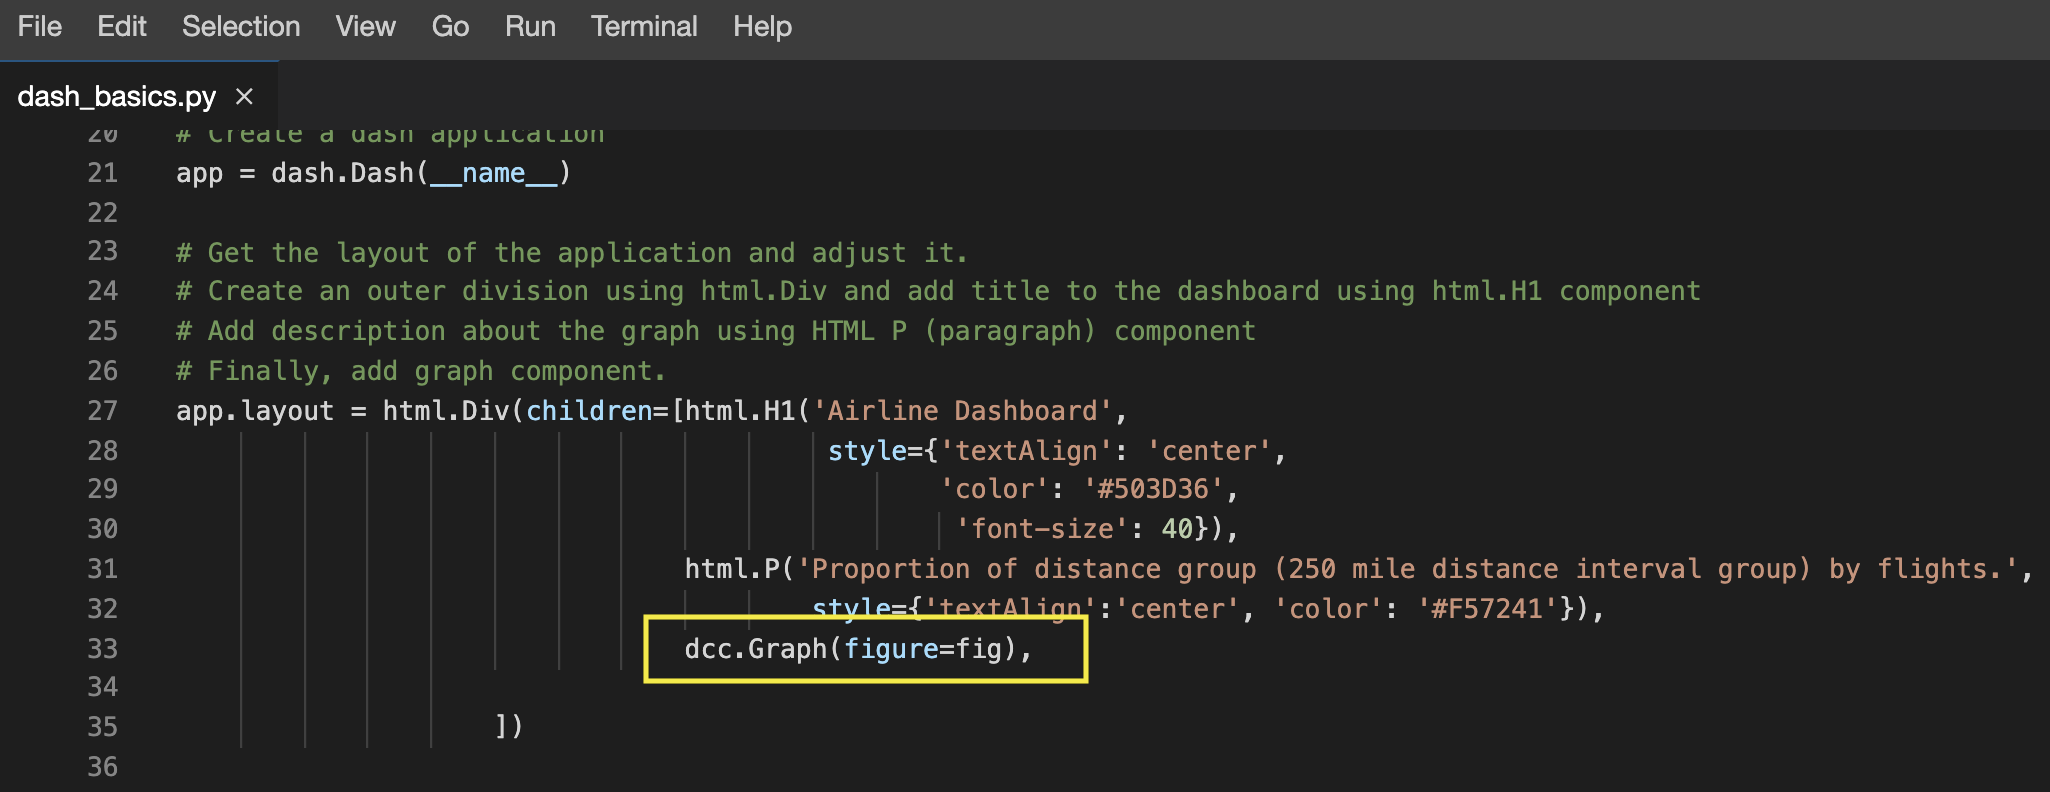 File Edit Selection View Go Run Terminal Help
dash_basics.py ×
20 # Create a dash application
21 app = dash.Dash(__name__)
22
23 # Get the layout of the application and adjust it.
24 # Create an outer division using html.Div and add title to the dashboard using html.H1 component
25 # Add description about the graph using HTML P (paragraph) component
26 # Finally, add graph component.
27 app.layout = html.Div(children=[html.H1('Airline Dashboard',
28 style={'textAlign': 'center',
29 'color': '#503D36',
30 'font-size': 40}),
31 html.P('Proportion of distance group (250 mile distance interval group) by flights.',
32 style={'textAlign':'center', 'color': '#F57241'}),
33 dcc.Graph(figure=fig),
34
35 ])
36